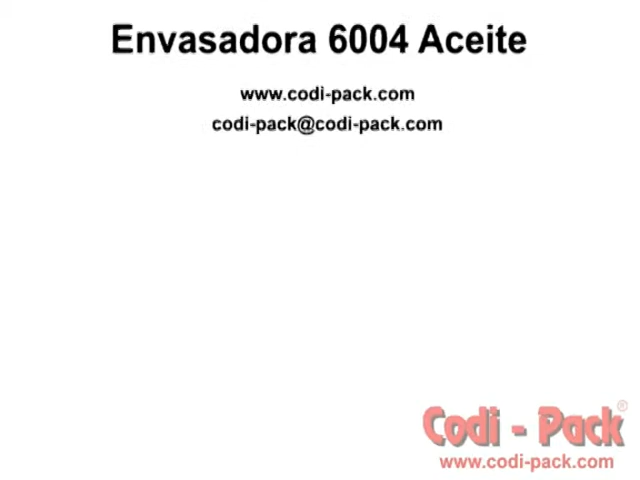 Envasadora 6004 Aceite
www.codi-pack.com
codi-pack@codi-pack.com
Codi - Pack®
www.codi-pack.com